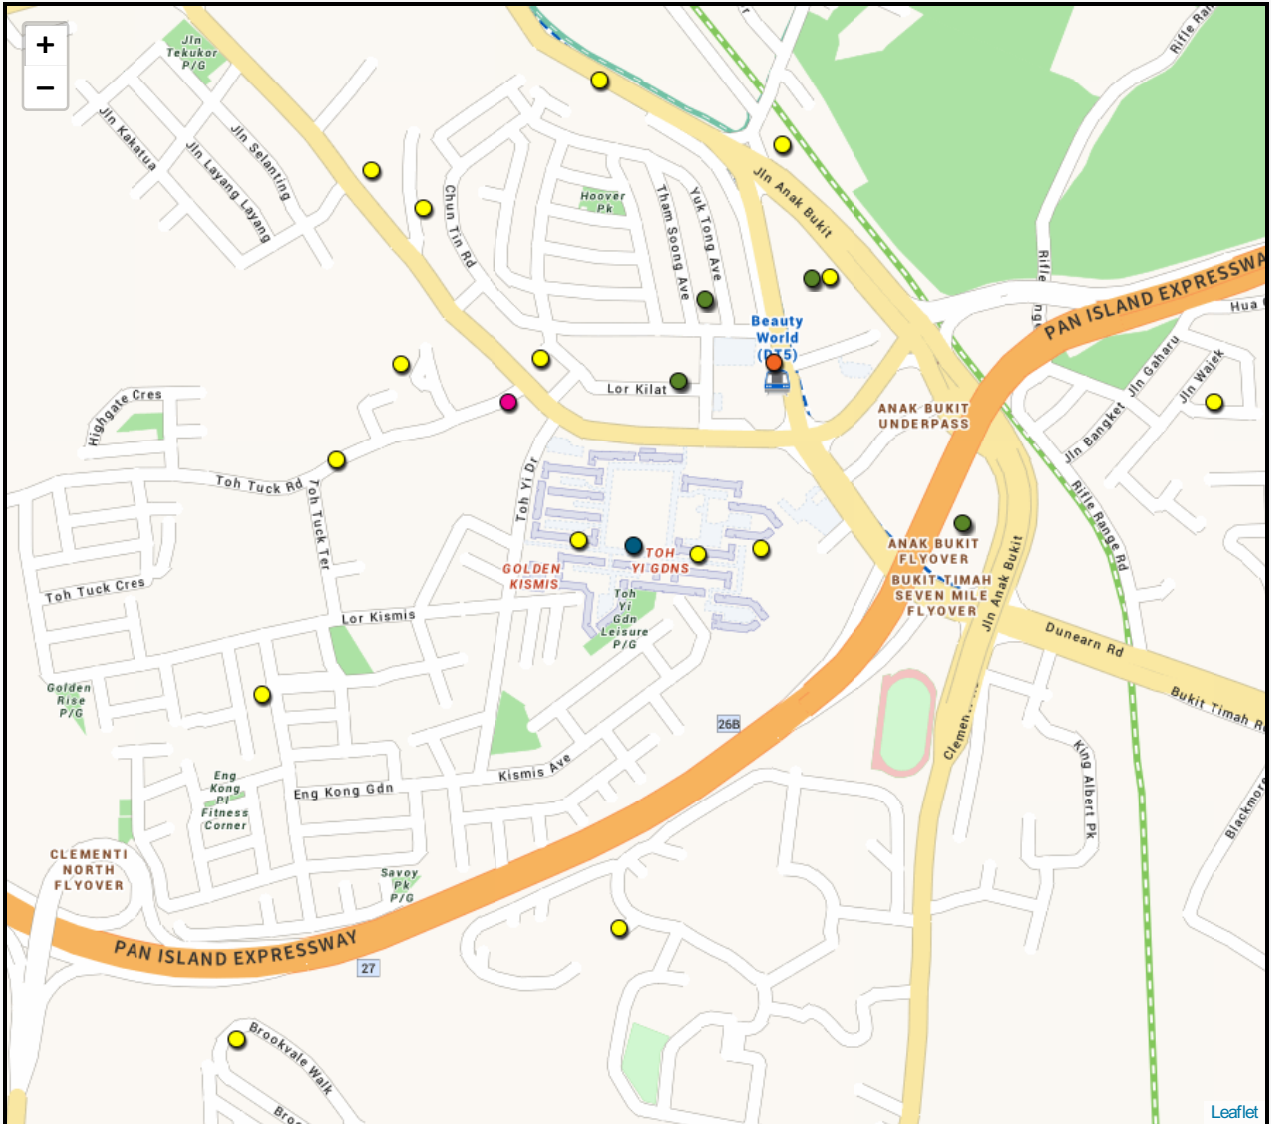 +
−
Jln
Tekukor
P/G
Jln Kakatua
Jln Layang Layang
Jln Selanting
Chun Tin Rd
Hoover
Pk
Tham Soong Ave
Yuk Tong Ave
Jln Anak Bukit
Beauty
World
(DT5)
Lor Kilat
PAN ISLAND EXPRESSWA
Hua
Jln Gaharu
Jln Wajek
Jln Bangket
ANAK BUKIT
UNDERPASS
Highgate Cres
Toh Tuck Rd
Toh Tuck Ter
Toh Yi Dr
Rifle Range Rd
ANAK BUKIT
FLYOVER
BUKIT TIMAH
SEVEN MILE
FLYOVER
Jln Anak Bukit
TOH
YI GDNS
GOLDEN
KISMIS
Toh
Yi
Gdn
Leisure
P/G
Toh Tuck Cres
Lor Kismis
Dunearn Rd
Bukit Timah R
Golden
Rise
P/G
26B
King Albert Pk
Kismis Ave
Eng
Kong
Pl
Fitness
Corner
Eng Kong Gdn
Blackmore
CLEMENTI
NORTH
FLYOVER
Savoy
Pk
P/G
PAN ISLAND EXPRESSWAY
27
Brookvale Walk
Leaflet